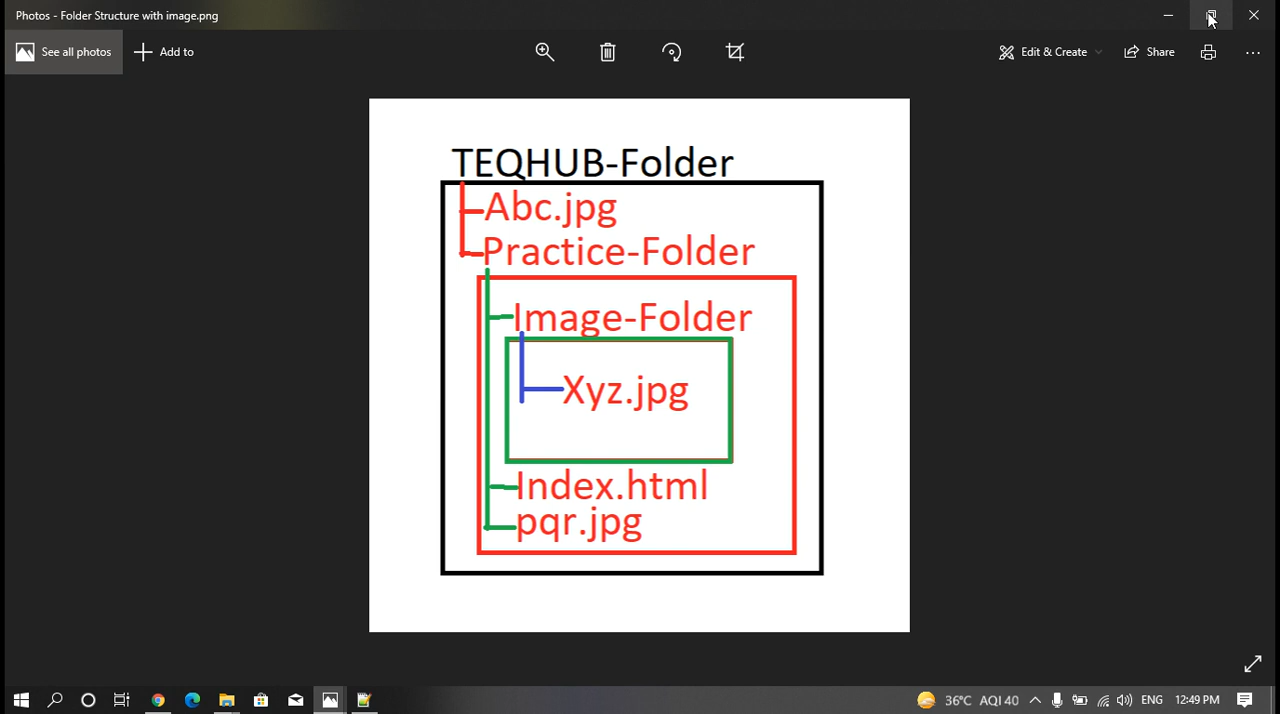 Photos - Folder Structure with image.png
See all photos
Add to
Edit & Create
Share
TEQHUB-Folder
Abc.jpg
Practice-Folder
Image-Folder
Xyz.jpg
Index.html
pqr.jpg
36°C AQI 40
ENG
12:49 PM